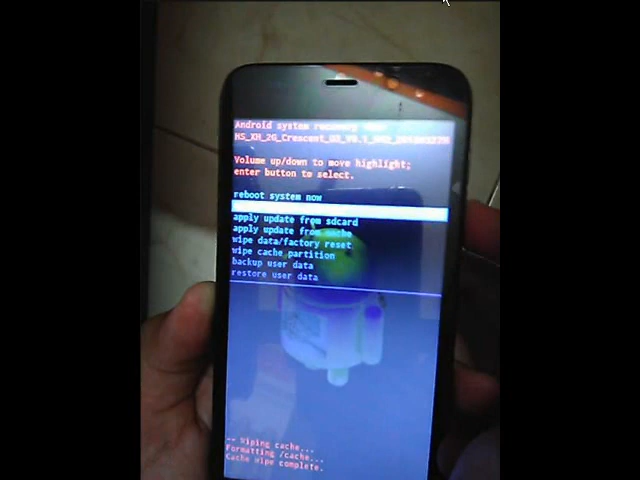 Android system recovery
HS_XH_2G_Crescent_G3_V0.1
Volume up/down to move highlight;
enter button to select.
reboot system now
apply update from sdcard
apply update from cache
wipe data/factory reset
wipe cache partition
backup user data
restore user data
-- Wiping cache...
Formatting /cache...
Cache wipe complete.